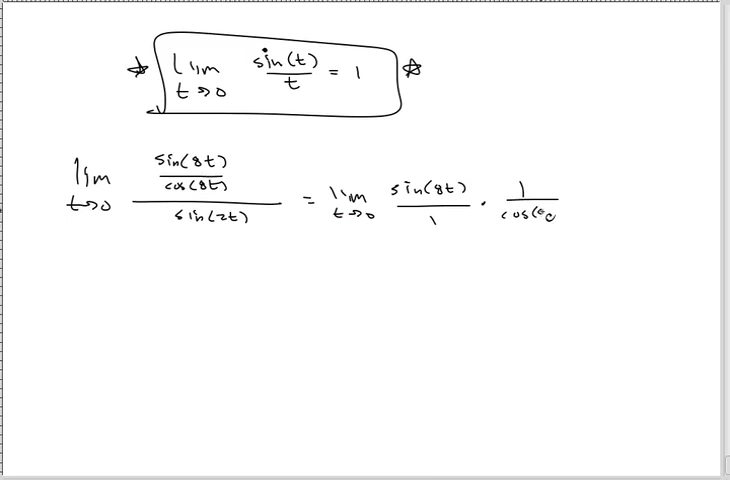 ☆ lim t→0 sin(t)/t = 1 ☆
lim t→0 (sin(8t)/cos(8t))/sin(2t) = lim t→0 sin(8t)/1 · 1/cos(